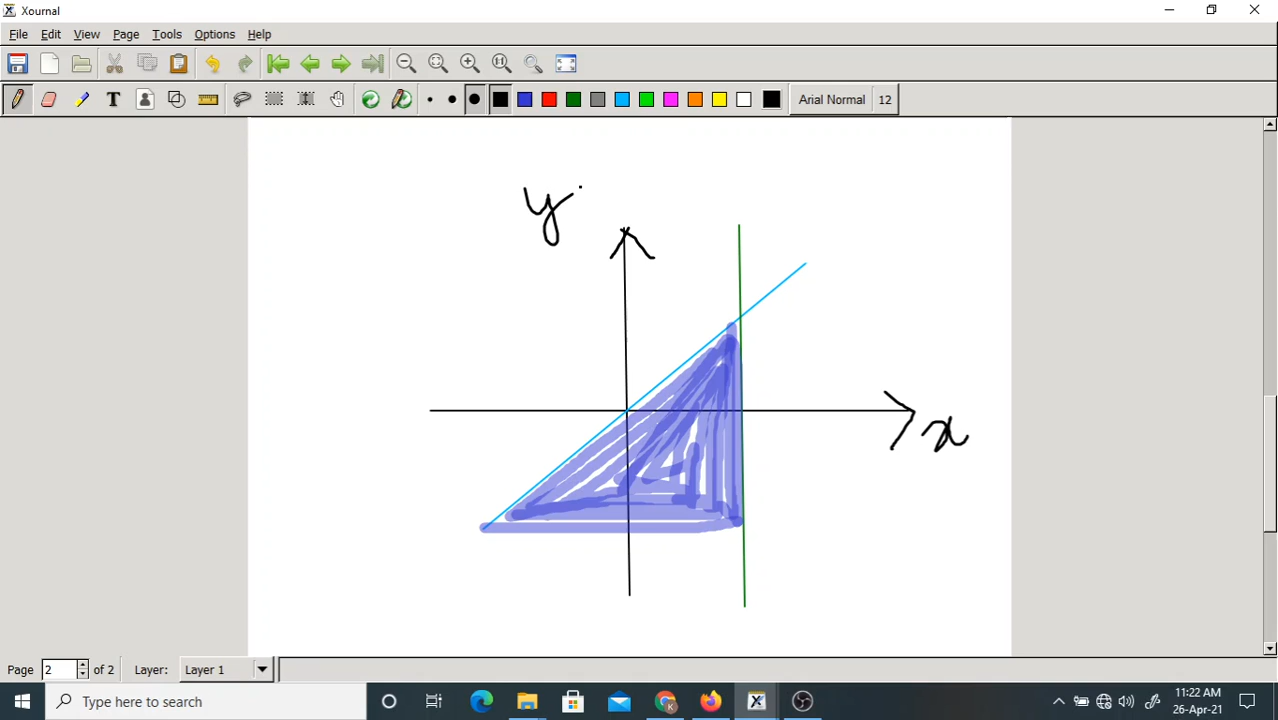 Xournal
File Edit View Page Tools Options Help
Arial Normal 12
y
x
Page 2 of 2 Layer: Layer 1
Type here to search
11:22 AM
26-Apr-21